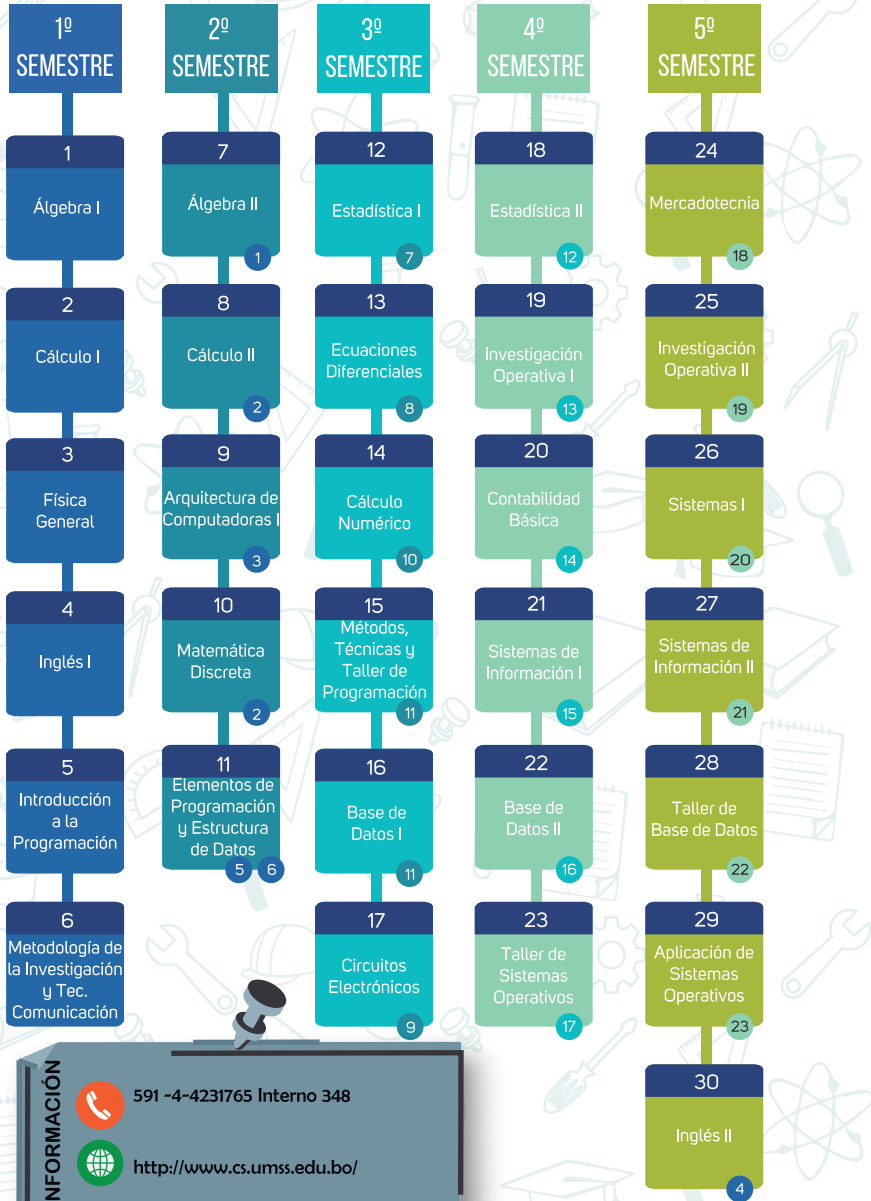 1º
SEMESTRE
1
Álgebra I
2
Cálculo I
3
Física
General
4
Inglés I
5
Introducción
a la
Programación
6
Metodología de
la Investigación
y Tec.
Comunicación
2º
SEMESTRE
7
Álgebra II
1
8
Cálculo II
2
9
Arquitectura de
Computadoras I
3
10
Matemática
Discreta
2
11
Elementos de
Programación
y Estructura
de Datos
5 6
3º
SEMESTRE
12
Estadística I
7
13
Ecuaciones
Diferenciales
8
14
Cálculo
Numérico
10
15
Métodos,
Técnicas y
Taller de
Programación
11
16
Base de
Datos I
11
17
Circuitos
Electrónicos
9
4º
SEMESTRE
18
Estadística II
12
19
Investigación
Operativa I
13
20
Contabilidad
Básica
14
21
Sistemas de
Información I
15
22
Base de
Datos II
16
23
Taller de
Sistemas
Operativos
17
5º
SEMESTRE
24
Mercadotecnia
18
25
Investigación
Operativa II
19
26
Sistemas I
20
27
Sistemas de
Información II
21
28
Taller de
Base de Datos
22
29
Aplicación de
Sistemas
Operativos
23
30
Inglés II
4
NFORMACIÓN
591 -4-4231765 Interno 348
http://www.cs.umss.edu.bo/